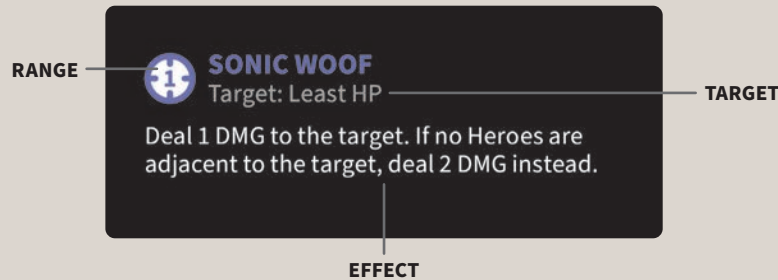 SONIC WOOF
RANGE
1
Target: Least HP
TARGET
Deal 1 DMG to the target. If no Heroes are
adjacent to the target, deal 2 DMG instead.
EFFECT